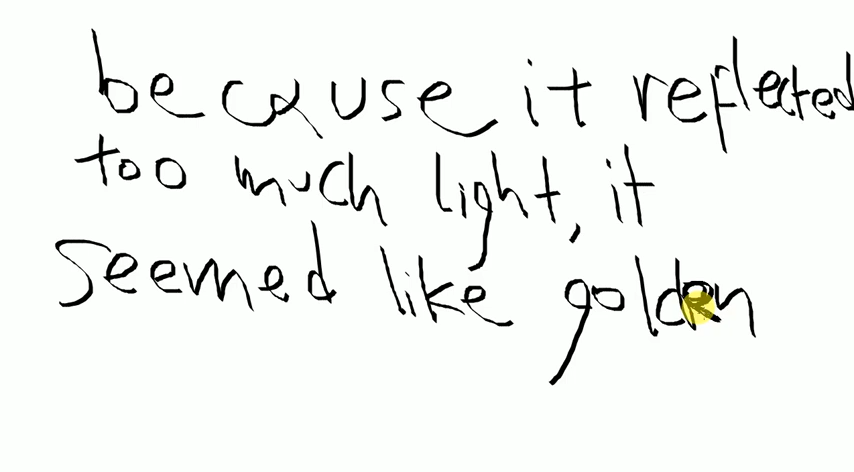 because it reflected
too much light, it
seemed like golden